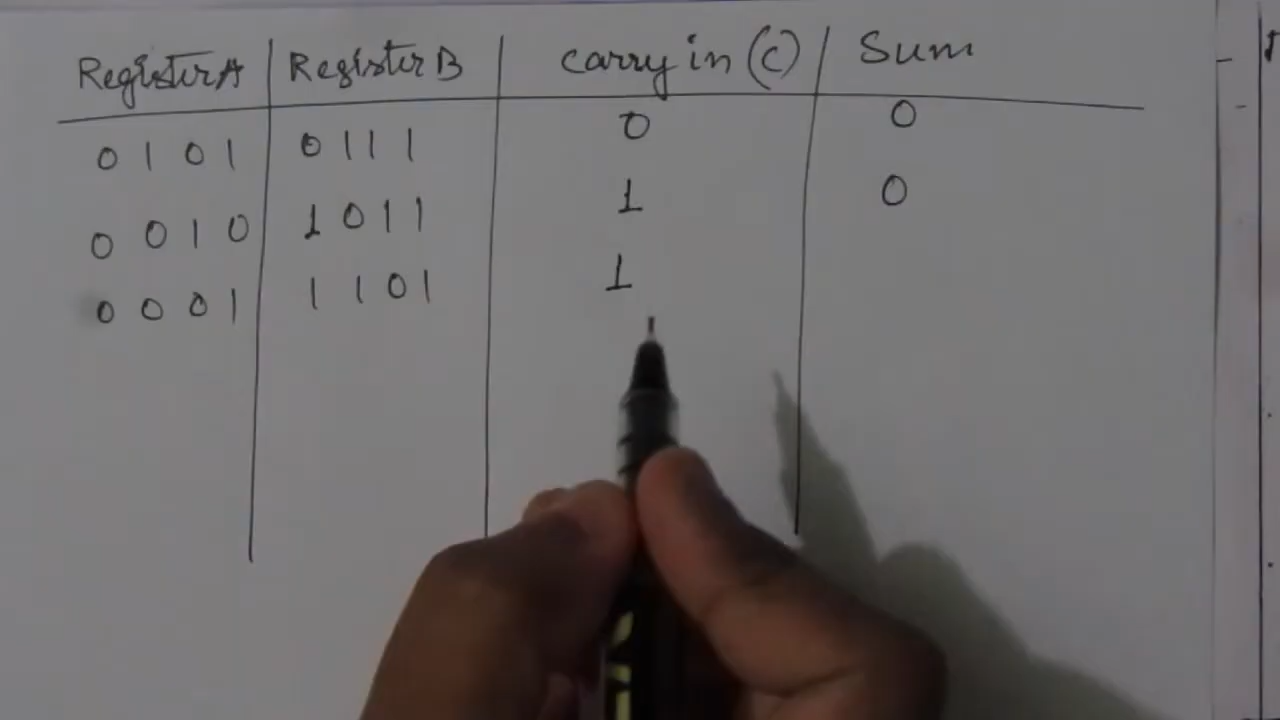 Register A Register B carry in (c) Sum
0 1 0 1 0 1 1 1 0 0
0 0 1 0 1 0 1 1 1 0
0 0 0 1 1 1 0 1 1